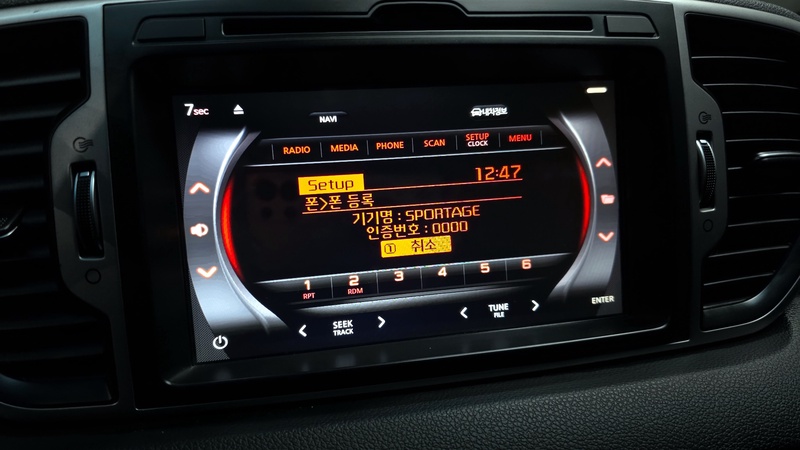 7sec
NAVI
내차정보
RADIO MEDIA PHONE SCAN SETUP CLOCK MENU
Setup 12:47
폰>폰 등록
기기명 : SPORTAGE
인증번호 : 0000
① 취소
1 RPT 2 RDM 3 4 5 6
SEEK TRACK
TUNE FILE
ENTER